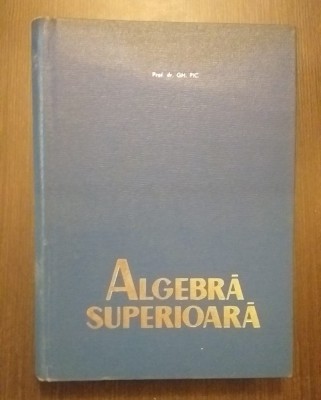 Prof. dr. GH. PIC
ALGEBRĂ
SUPERIOARĂ